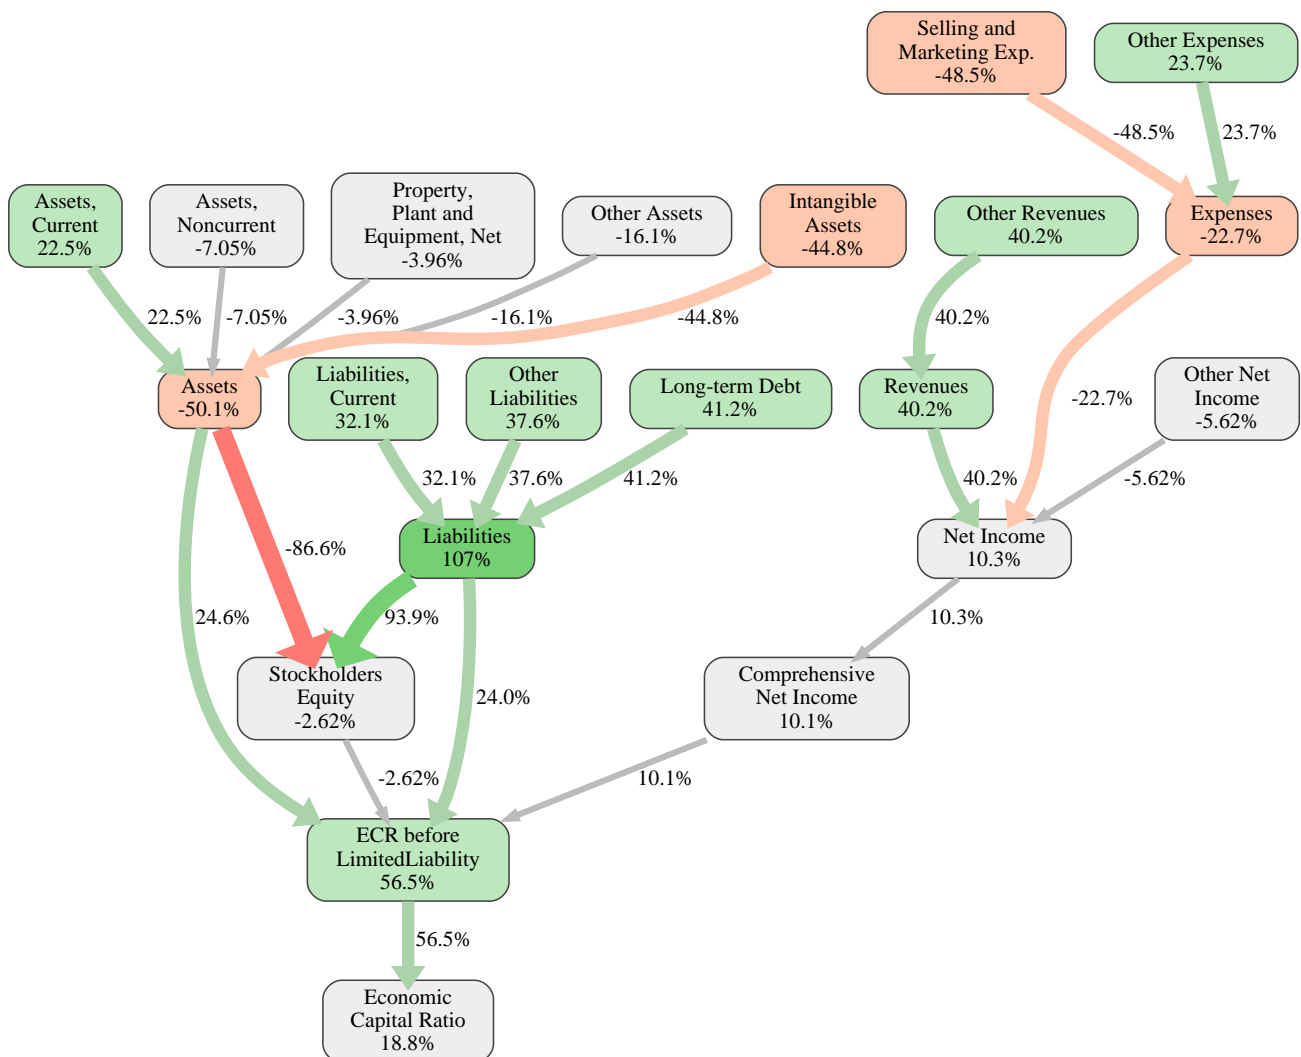 Selling and
Marketing Exp.
-48.5%
Other Expenses
23.7%
-48.5%
23.7%
Assets,
Current
22.5%
Assets,
Noncurrent
-7.05%
Property,
Plant and
Equipment, Net
-3.96%
Other Assets
-16.1%
Intangible
Assets
-44.8%
Other Revenues
40.2%
Expenses
-22.7%
22.5%
-7.05%
-3.96%
-16.1%
-44.8%
40.2%
-22.7%
Assets
-50.1%
Liabilities,
Current
32.1%
Other
Liabilities
37.6%
Long-term Debt
41.2%
Revenues
40.2%
Other Net
Income
-5.62%
32.1%
37.6%
41.2%
40.2%
-5.62%
-86.6%
Liabilities
107%
Net Income
10.3%
24.6%
93.9%
10.3%
Stockholders
Equity
-2.62%
24.0%
Comprehensive
Net Income
10.1%
-2.62%
10.1%
ECR before
LimitedLiability
56.5%
56.5%
Economic
Capital Ratio
18.8%